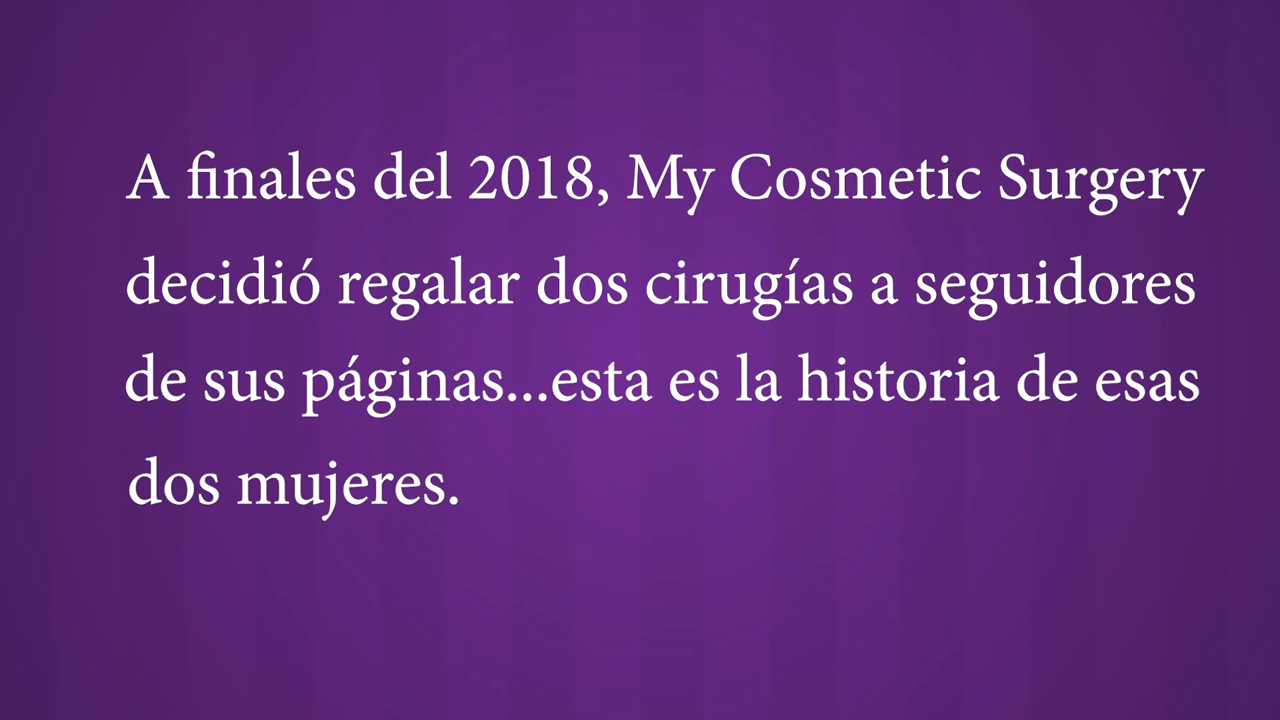 A finales del 2018, My Cosmetic Surgery
decidió regalar dos cirugías a seguidores
de sus páginas...esta es la historia de esas
dos mujeres.